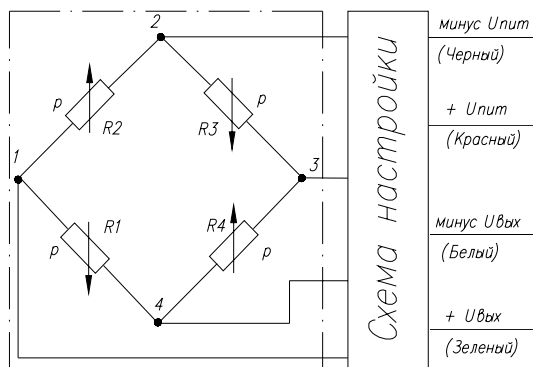 2
минус Uпит
(Черный)
p
R2
R3
p
+ Uпит
(Красный)
1
3
Схема настройки
R1
R4
p
p
минус Uвых
(Белый)
4
+ Uвых
(Зеленый)